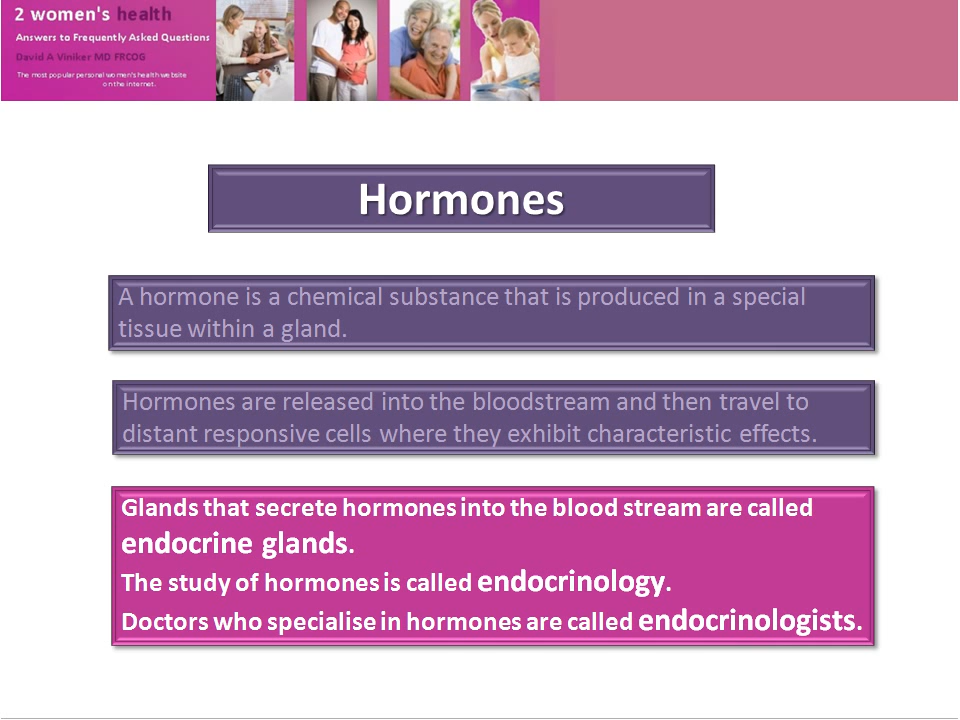 2 women's health
Answers to Frequently Asked Questions
David A Viniker MD FRCOG
The most popular personal women's health website
on the internet.
Hormones
A hormone is a chemical substance that is produced in a special
tissue within a gland.
Hormones are released into the bloodstream and then travel to
distant responsive cells where they exhibit characteristic effects.
Glands that secrete hormones into the blood stream are called
endocrine glands.
The study of hormones is called endocrinology.
Doctors who specialise in hormones are called endocrinologists.